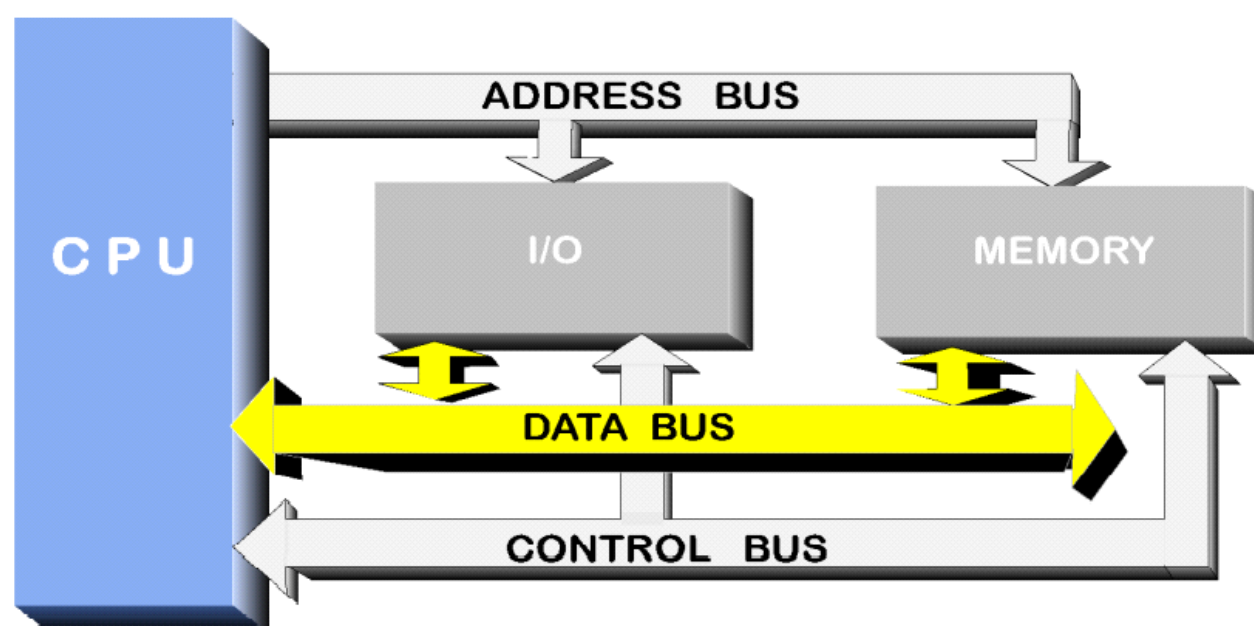 ADDRESS BUS
CPU
I/O
MEMORY
DATA BUS
CONTROL BUS